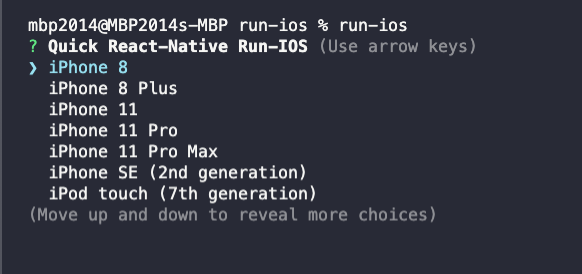 mbp2014@MBP2014s-MBP run-ios % run-ios
? Quick React-Native Run-IOS (Use arrow keys)
❯ iPhone 8
iPhone 8 Plus
iPhone 11
iPhone 11 Pro
iPhone 11 Pro Max
iPhone SE (2nd generation)
iPod touch (7th generation)
(Move up and down to reveal more choices)